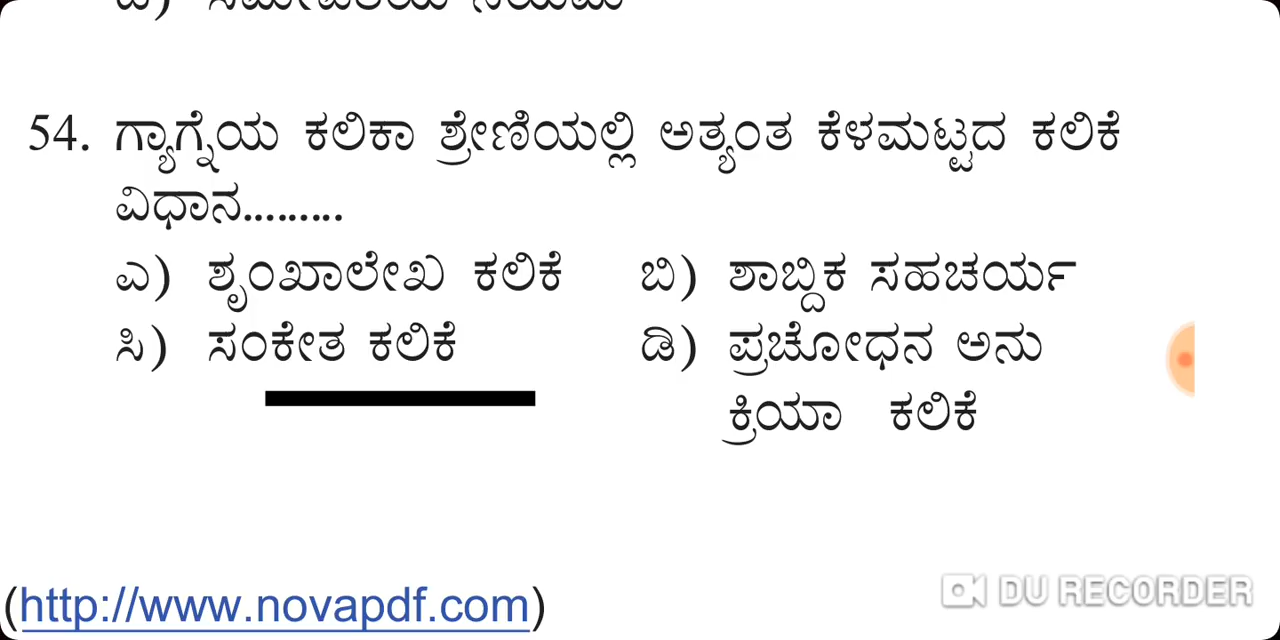 54. ಗ್ಯಾಗ್ನೆಯ ಕಲಿಕಾ ಶ್ರೇಣಿಯಲ್ಲಿ ಅತ್ಯಂತ ಕೆಳಮಟ್ಟದ ಕಲಿಕೆ
ವಿಧಾನ.........
ಎ) ಶೃಂಖಾಲೇಖ ಕಲಿಕೆ ಬಿ) ಶಾಬ್ದಿಕ ಸಹಚರ್ಯ
ಸಿ) ಸಂಕೇತ ಕಲಿಕೆ ಡಿ) ಪ್ರಚೋಧನ ಅನು
ಕ್ರಿಯಾ ಕಲಿಕೆ
(http://www.novapdf.com)
DU RECORDER